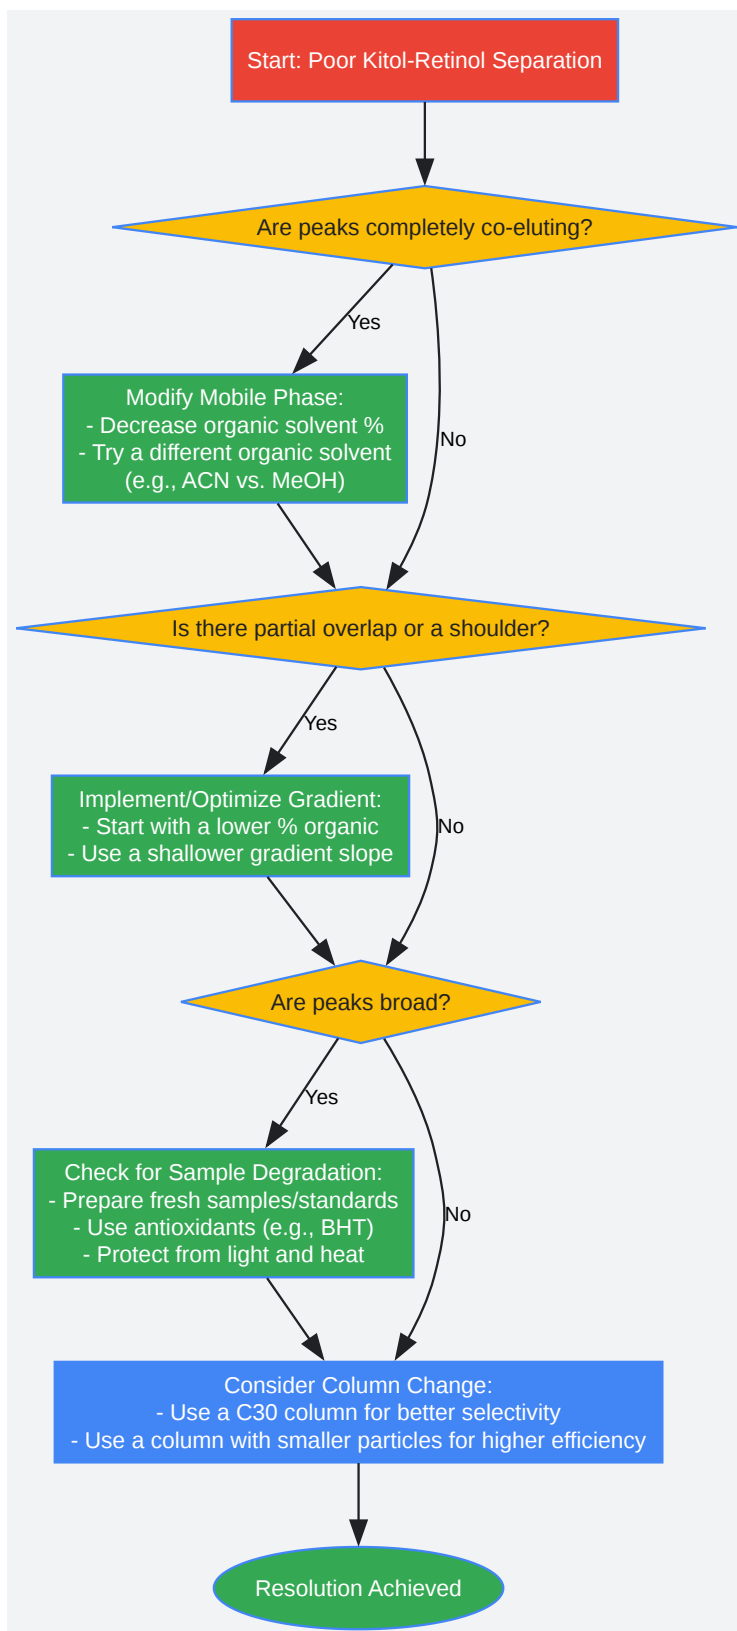 Start: Poor Kitol-Retinol Separation
Are peaks completely co-eluting?
Yes
Modify Mobile Phase:
- Decrease organic solvent %
- Try a different organic solvent
(e.g., ACN vs. MeOH)
No
Is there partial overlap or a shoulder?
Yes
Implement/Optimize Gradient:
- Start with a lower % organic
- Use a shallower gradient slope
No
Are peaks broad?
Yes
Check for Sample Degradation:
- Prepare fresh samples/standards
- Use antioxidants (e.g., BHT)
- Protect from light and heat
No
Consider Column Change:
- Use a C30 column for better selectivity
- Use a column with smaller particles for higher efficiency
Resolution Achieved